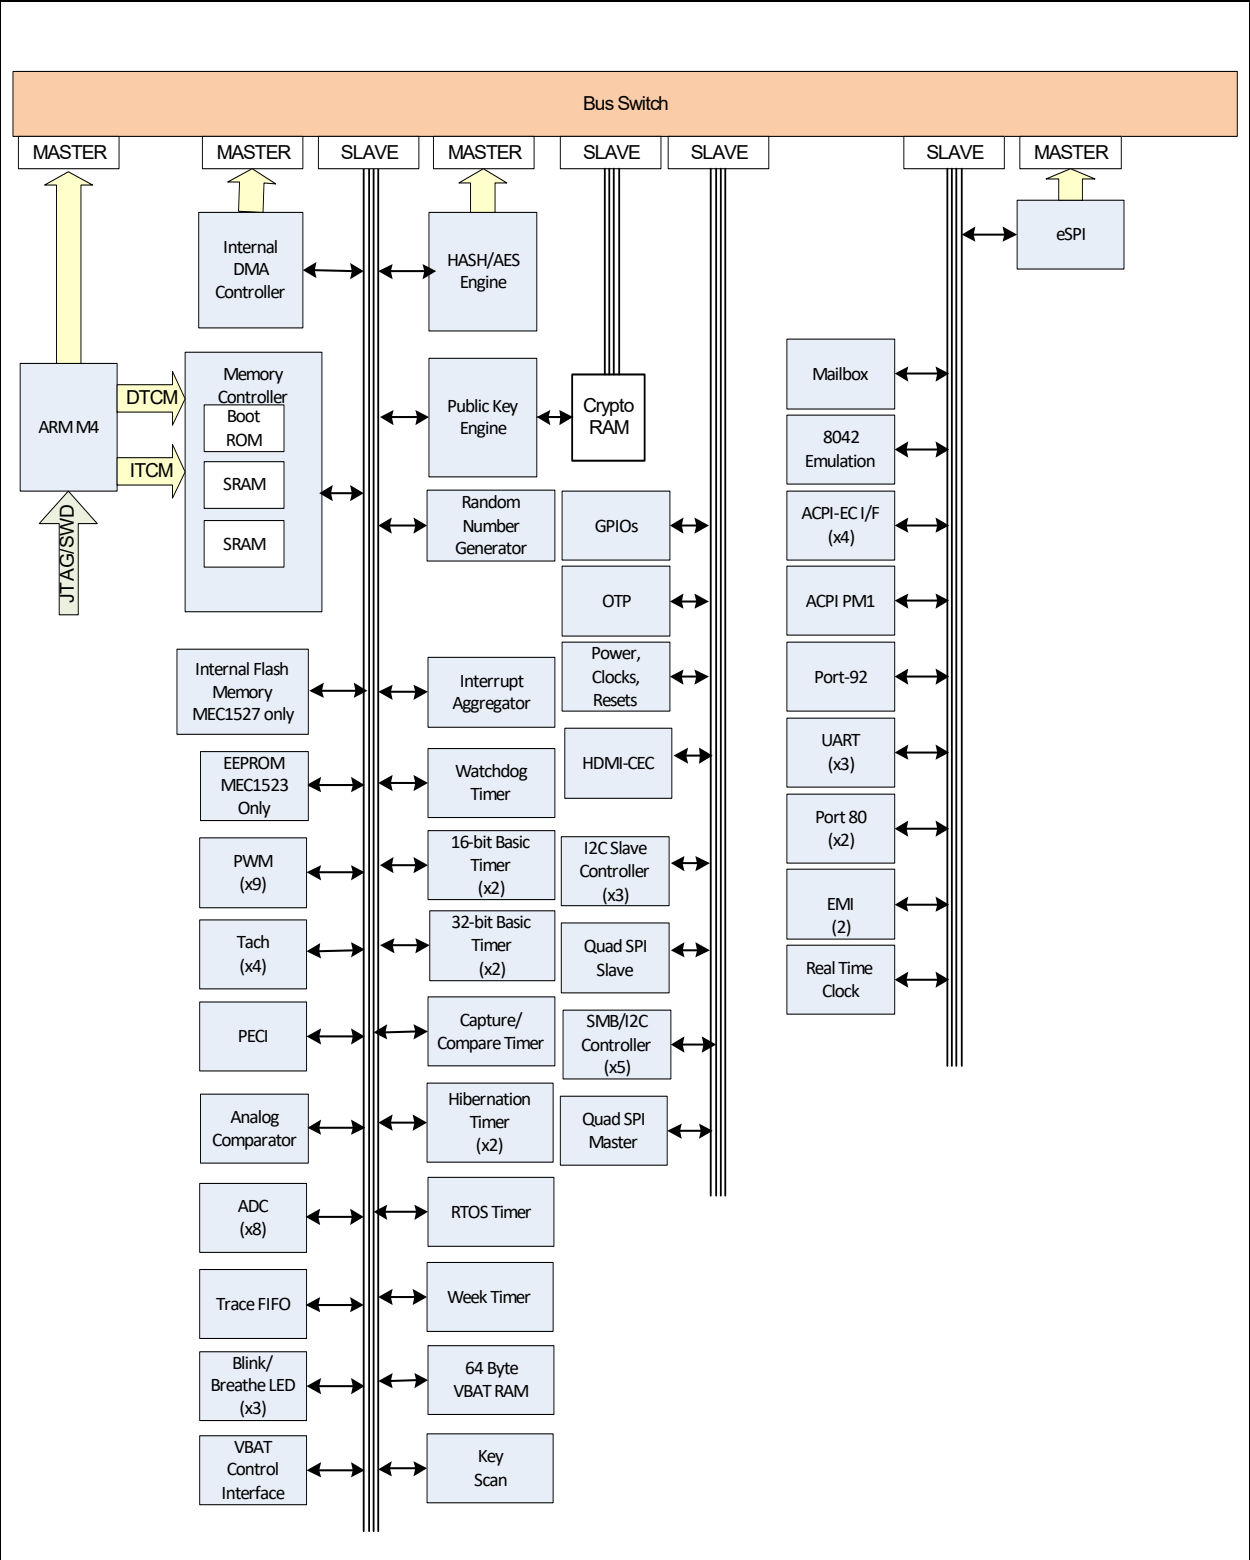 Bus Switch
MASTER
MASTER
SLAVE
MASTER
SLAVE
SLAVE
SLAVE
MASTER
Internal
DMA
Controller
HASH/AES
Engine
eSPI
ARM M4
DTCM
ITCM
JTAG/SWD
Memory
Controller
Boot
ROM
SRAM
SRAM
Public Key
Engine
Crypto
RAM
Random
Number
Generator
Internal Flash
Memory
MEC1527 only
Interrupt
Aggregator
EEPROM
MEC1523
Only
Watchdog
Timer
PWM
(x9)
16-bit Basic
Timer
(x2)
Tach
(x4)
32-bit Basic
Timer
(x2)
PECI
Capture/
Compare Timer
Analog
Comparator
Hibernation
Timer
(x2)
ADC
(x8)
RTOS Timer
Trace FIFO
Week Timer
Blink/
Breathe LED
(x3)
64 Byte
VBAT RAM
VBAT
Control
Interface
Key
Scan
GPIOs
OTP
Power,
Clocks,
Resets
HDMI-CEC
I2C Slave
Controller
(x3)
Quad SPI
Slave
SMB/I2C
Controller
(x5)
Quad SPI
Master
Mailbox
8042
Emulation
ACPI-EC I/F
(x4)
ACPI PM1
Port-92
UART
(x3)
Port 80
(x2)
EMI
(2)
Real Time
Clock